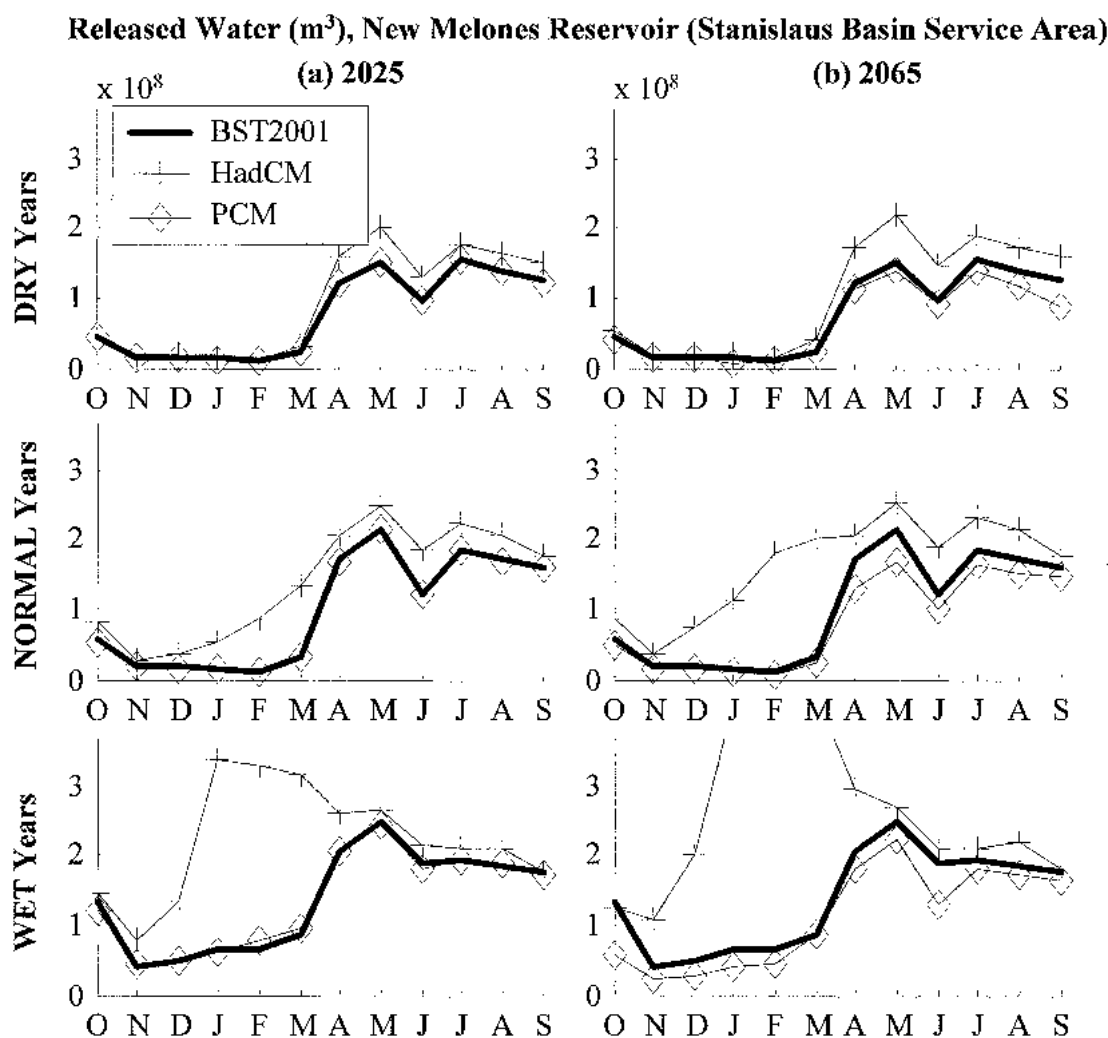 Released Water (m³), New Melones Reservoir (Stanislaus Basin Service Area)
(a) 2025 (b) 2065
x 10⁸ x 10⁸
BST2001
HadCM
PCM
DRY Years
3 3
2 2
1 1
0 0
O N D J F M A M J J A S O N D J F M A M J J A S
NORMAL Years
3 3
2 2
1 1
0 0
O N D J F M A M J J A S O N D J F M A M J J A S
WET Years
3 3
2 2
1 1
0 0
O N D J F M A M J J A S O N D J F M A M J J A S